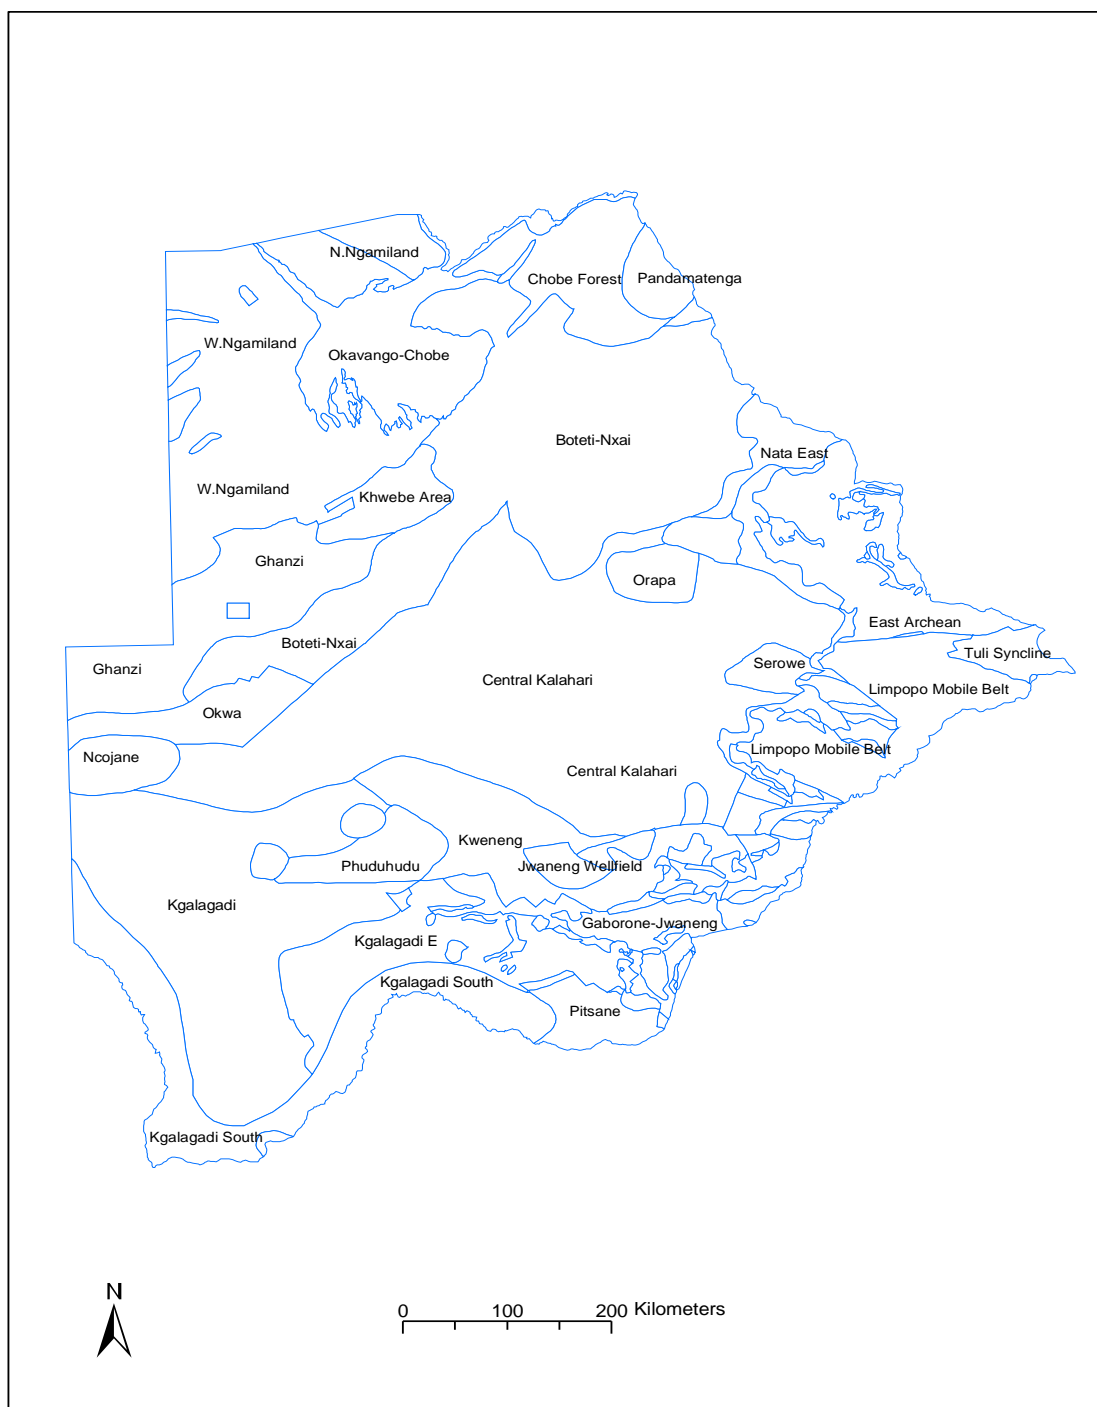 N.Ngamiland
Chobe Forest
Pandamatenga
W.Ngamiland
Okavango-Chobe
Boteti-Nxai
Nata East
W.Ngamiland
Khwebe Area
Ghanzi
Orapa
East Archean
Boteti-Nxai
Tuli Syncline
Serowe
Ghanzi
Central Kalahari
Limpopo Mobile Belt
Okwa
Limpopo Mobile Belt
Ncojane
Central Kalahari
Kweneng
Phuduhudu
Jwaneng Wellfield
Kgalagadi
Gaborone-Jwaneng
Kgalagadi E
Kgalagadi South
Pitsane
Kgalagadi South
N
0 100 200 Kilometers